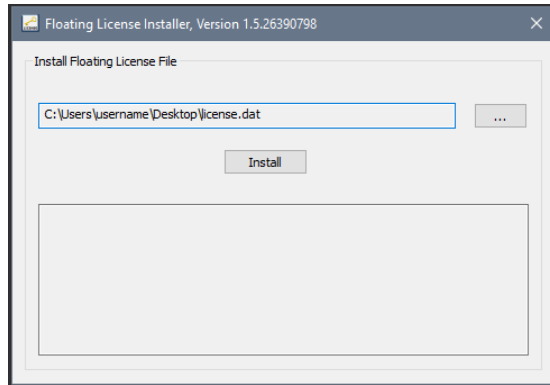 Floating License Installer, Version 1.5.26390798
Install Floating License File
C:\Users\username\Desktop\license.dat
...
Install